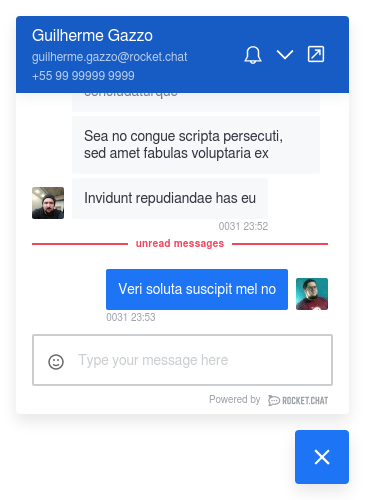 Guilherme Gazzo
guilherme.gazzo@rocket.chat
+55 99 99999 9999
Sea no congue scripta persecuti,
sed amet fabulas voluptaria ex
Invidunt repudiandae has eu
0031 23:52
unread messages
Veri soluta suscipit mel no
0031 23:53
Type your message here
Powered by ROCKET.CHAT